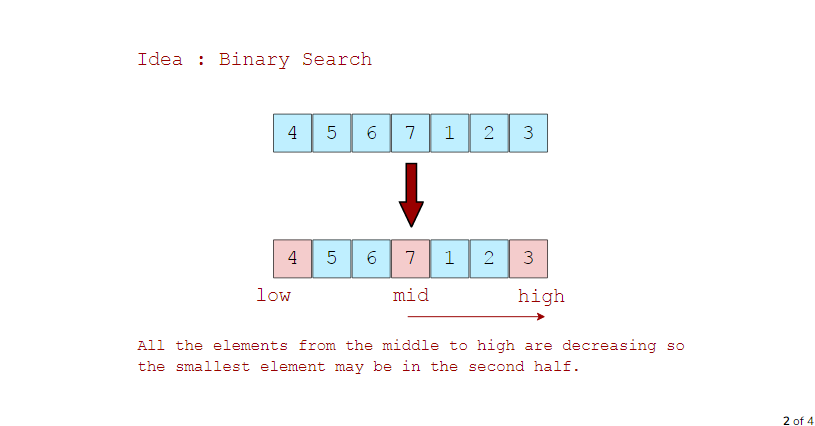 Idea : Binary Search
4 5 6 7 1 2 3
4 5 6 7 1 2 3
low mid high
All the elements from the middle to high are decreasing so
the smallest element may be in the second half.
2 of 4